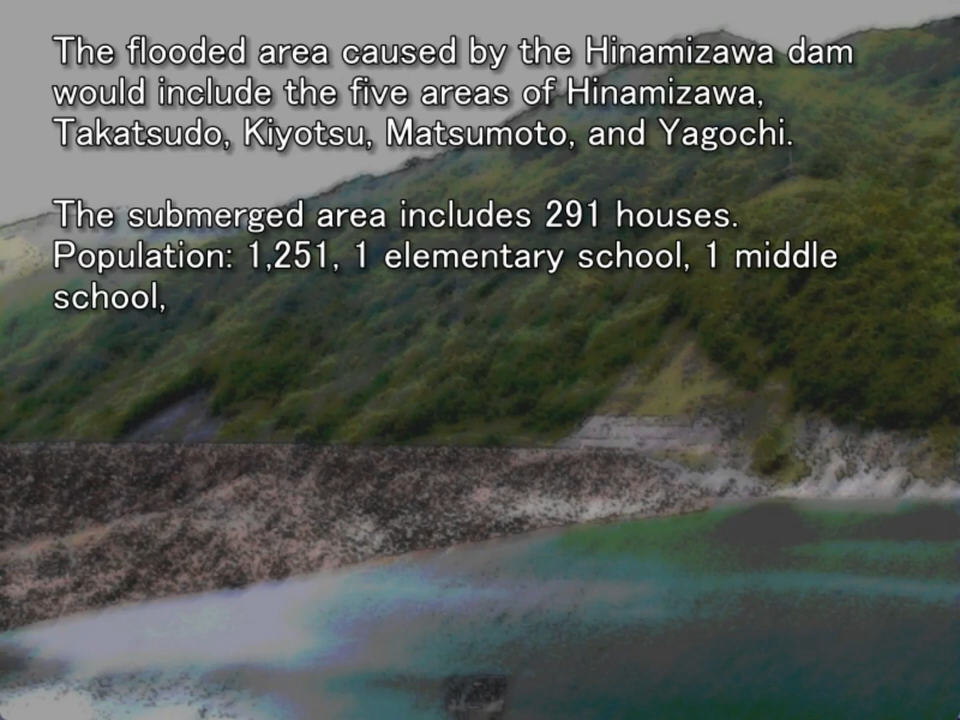 The flooded area caused by the Hinamizawa dam
would include the five areas of Hinamizawa,
Takatsudo, Kiyotsu, Matsumoto, and Yagochi.
The submerged area includes 291 houses.
Population: 1,251, 1 elementary school, 1 middle
school,